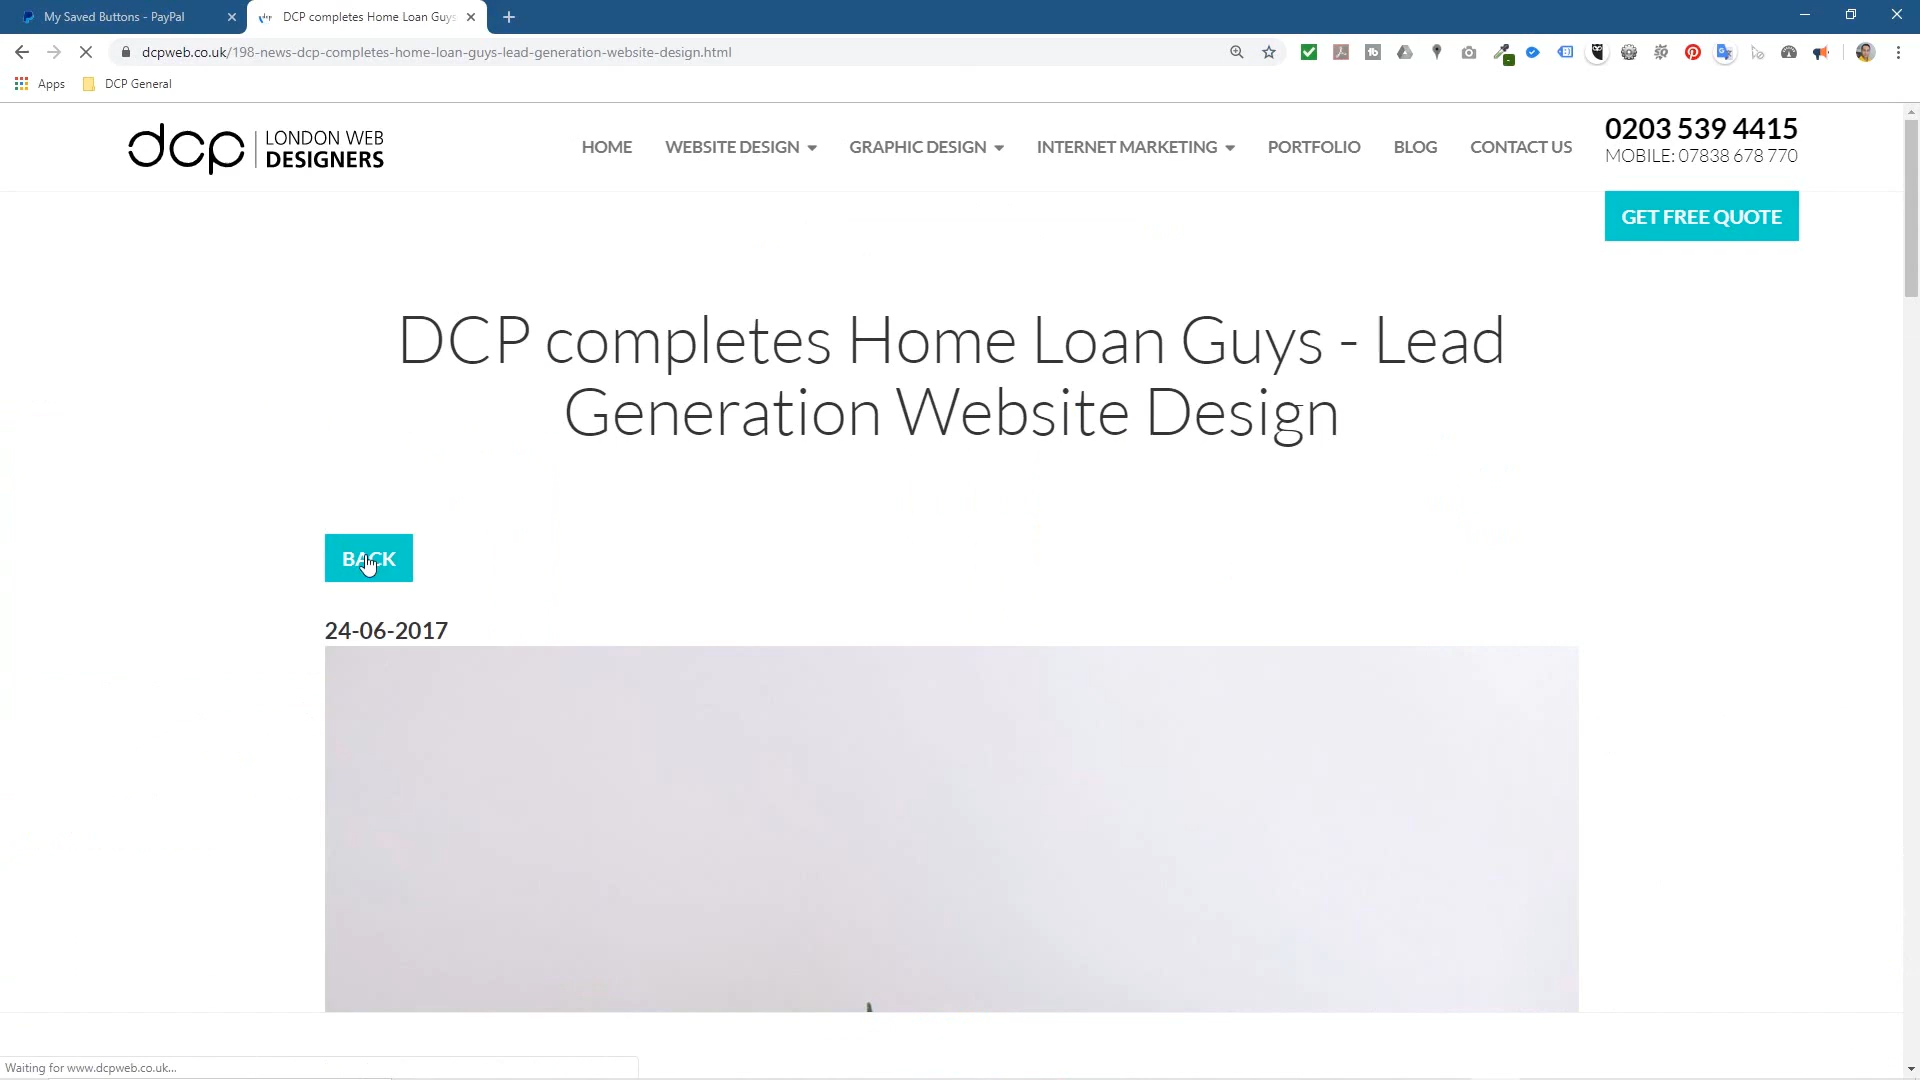 My Saved Buttons - PayPal
DCP completes Home Loan Guys
dcpweb.co.uk/198-news-dcp-completes-home-loan-guys-lead-generation-website-design.html
Apps
DCP General
dcp
LONDON WEB
DESIGNERS
HOME
WEBSITE DESIGN
GRAPHIC DESIGN
INTERNET MARKETING
PORTFOLIO
BLOG
CONTACT US
0203 539 4415
MOBILE: 07838 678 770
GET FREE QUOTE
DCP completes Home Loan Guys - Lead
Generation Website Design
BACK
24-06-2017
Waiting for www.dcpweb.co.uk...